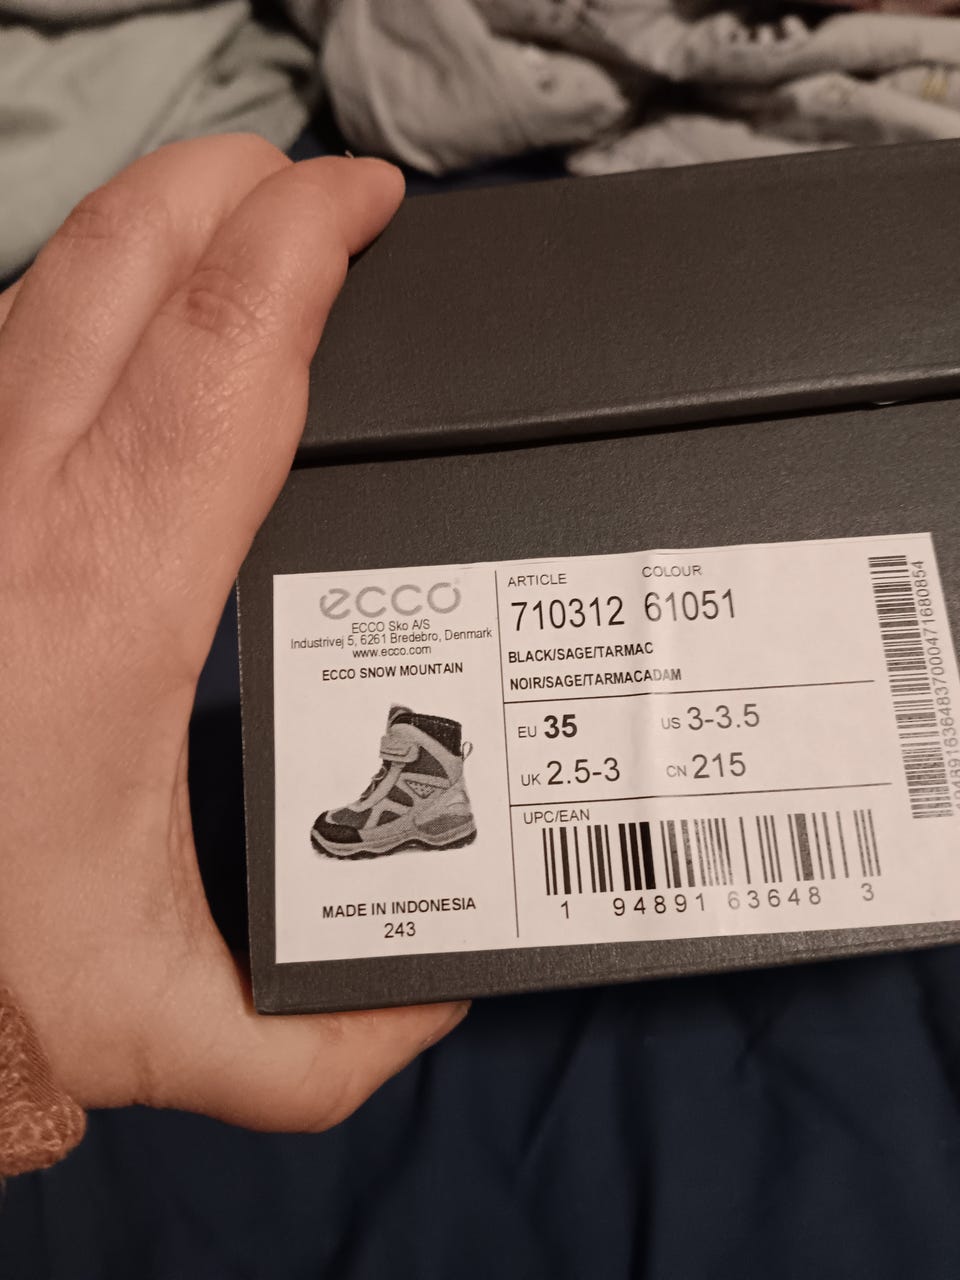 ecco
ECCO Sko A/S
Industrivej 5, 6261 Bredebro, Denmark
www.ecco.com
ECCO SNOW MOUNTAIN
MADE IN INDONESIA
243
ARTICLE COLOUR
710312 61051
BLACK/SAGE/TARMAC
NOIR/SAGE/TARMACADAM
EU 35 US 3-3.5
UK 2.5-3 CN 215
UPC/EAN
1 94891 63648 3